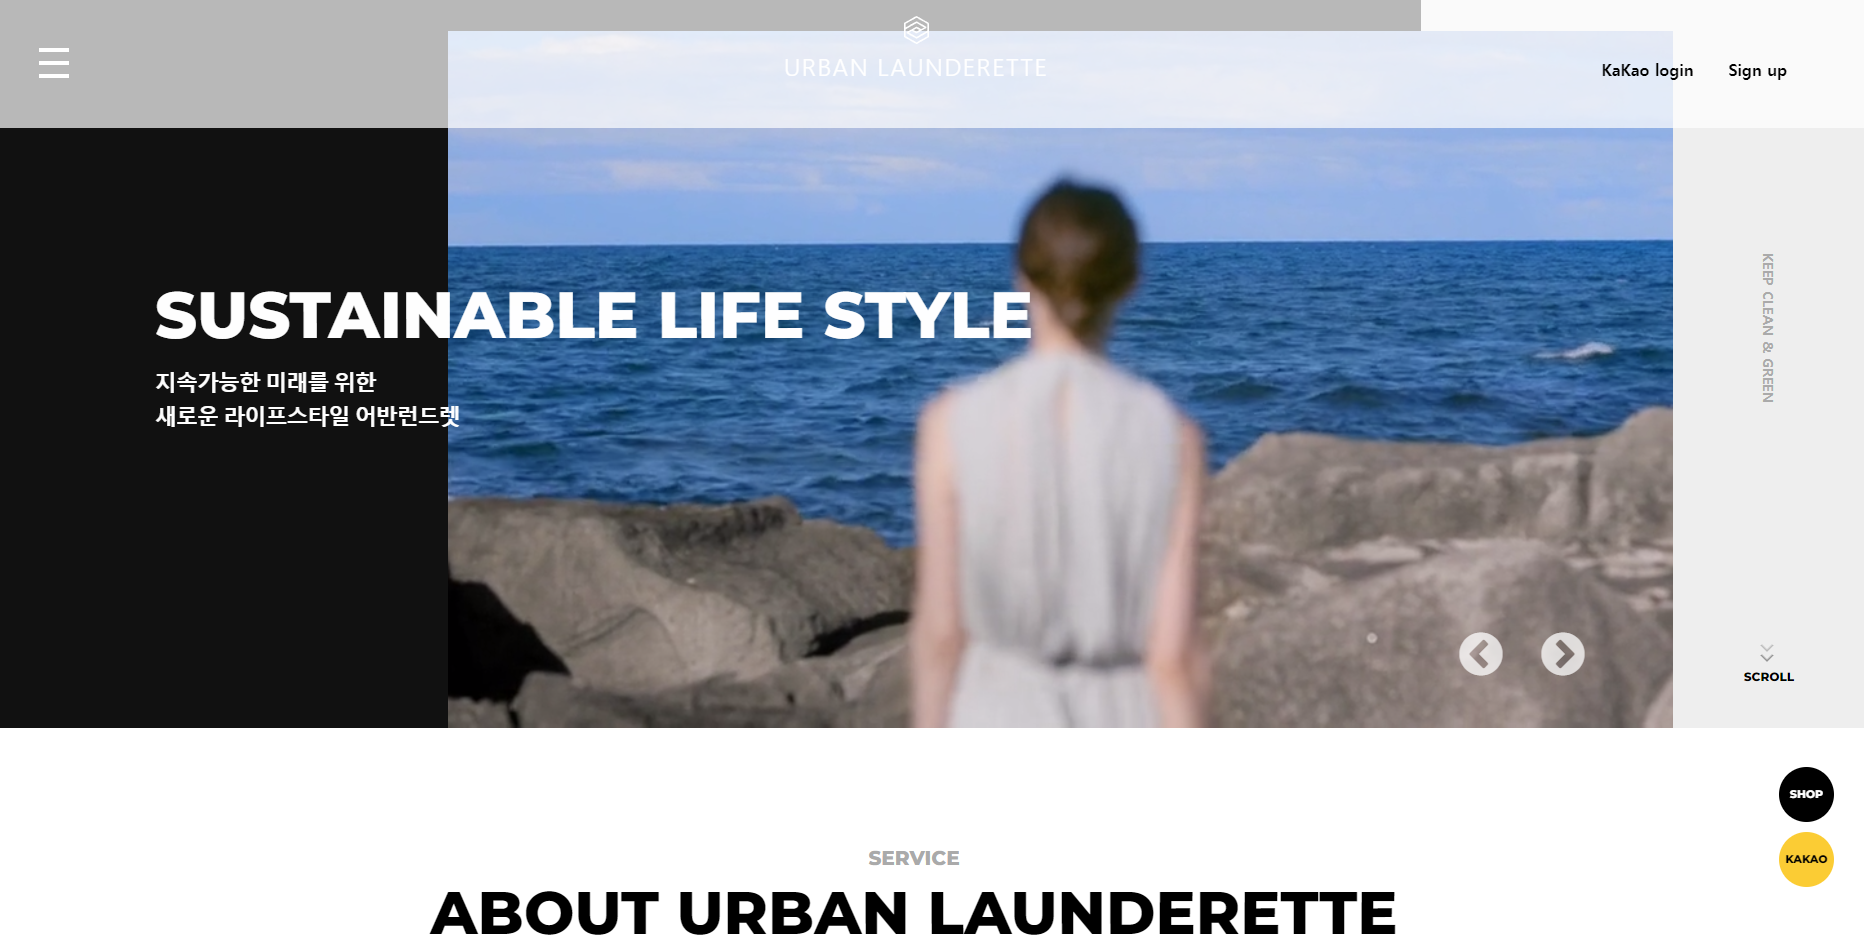 URBAN LAUNDERETTE
KaKao login
Sign up
SUSTAINABLE LIFE STYLE
지속가능한 미래를 위한
새로운 라이프스타일 어반런드렛
KEEP CLEAN & GREEN
SCROLL
SHOP
KAKAO
SERVICE
ABOUT URBAN LAUNDERETTE